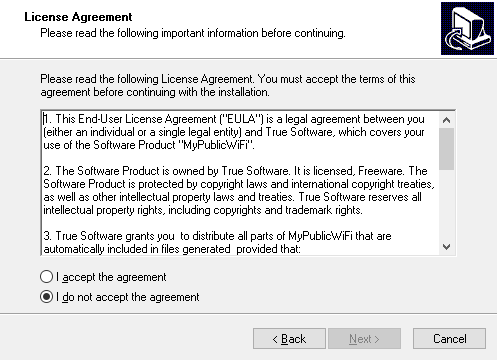 License Agreement
Please read the following important information before continuing.
Please read the following License Agreement. You must accept the terms of this
agreement before continuing with the installation.
1. This End-User License Agreement ("EULA") is a legal agreement between you
(either an individual or a single legal entity) and True Software, which covers your
use of the Software Product "MyPublicWiFi".
2. The Software Product is owned by True Software. It is licensed, Freeware. The
Software Product is protected by copyright laws and international copyright treaties,
as well as other intellectual property laws and treaties. True Software reserves all
intellectual property rights, including copyrights and trademark rights.
3. True Software grants you  to distribute all parts of MyPublicWiFi that are
automatically included in files generated  provided that:
I accept the agreement
I do not accept the agreement
< Back
Next >
Cancel